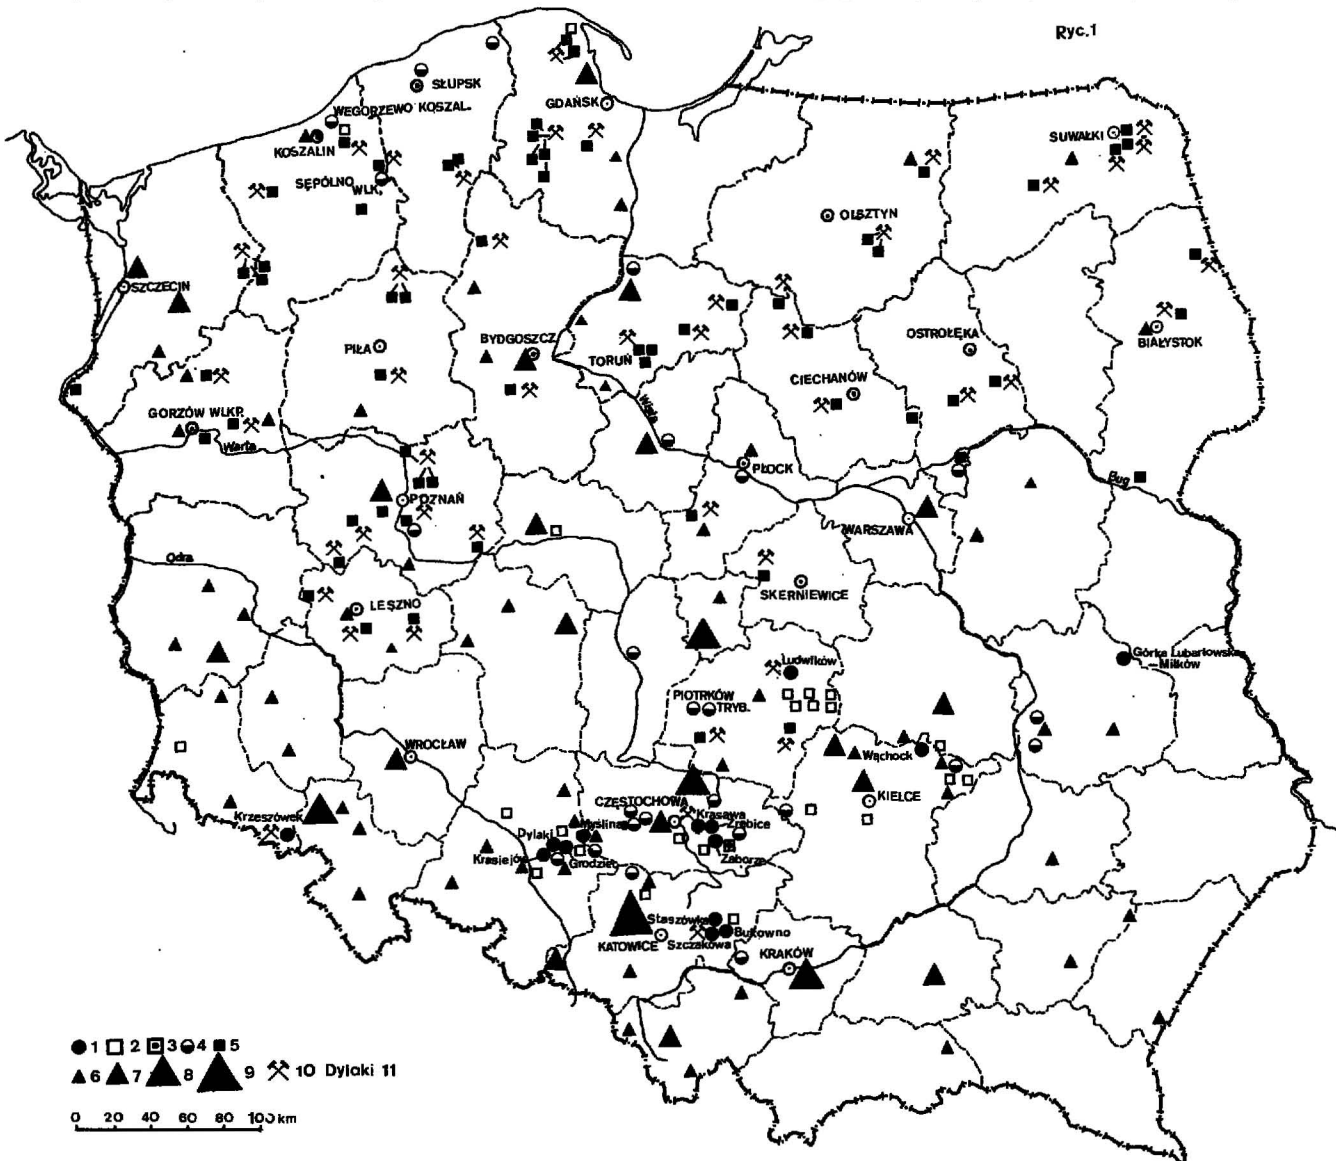 Ryc.1
SŁUPSK
WĘGORZEWO KOSZAL.
GDAŃSK
KOSZALIN
SUWAŁKI
SĘPÓLNO
WLK.
OLSZTYN
SZCZECIN
PIŁA
BYDGOSZCZ
TORUŃ
OSTROŁĘKA
BIAŁYSTOK
CIECHANÓW
GORZÓW WLKP.
Warta
Wisła
PŁOCK
Bug
POZNAŃ
WARSZAWA
Odra
LESZNO
SKERNIEWICE
Ludwików
Górka Lubartowska
– Milków
PIOTRKÓW
TRYB.
WROCŁAW
Wąchock
KIELCE
CZĘSTOCHOWA
Krzeszówek
Krasawa
Myślina
Zrębice
Dylaki
Krasiejów
Grodziec
Zaborze
Staszówka
Bukowno
KATOWICE
Szczakowa
KRAKÓW
1 2 3 4 5
6 7 8 9 10 Dylaki 11
0 20 40 60 80 100 km